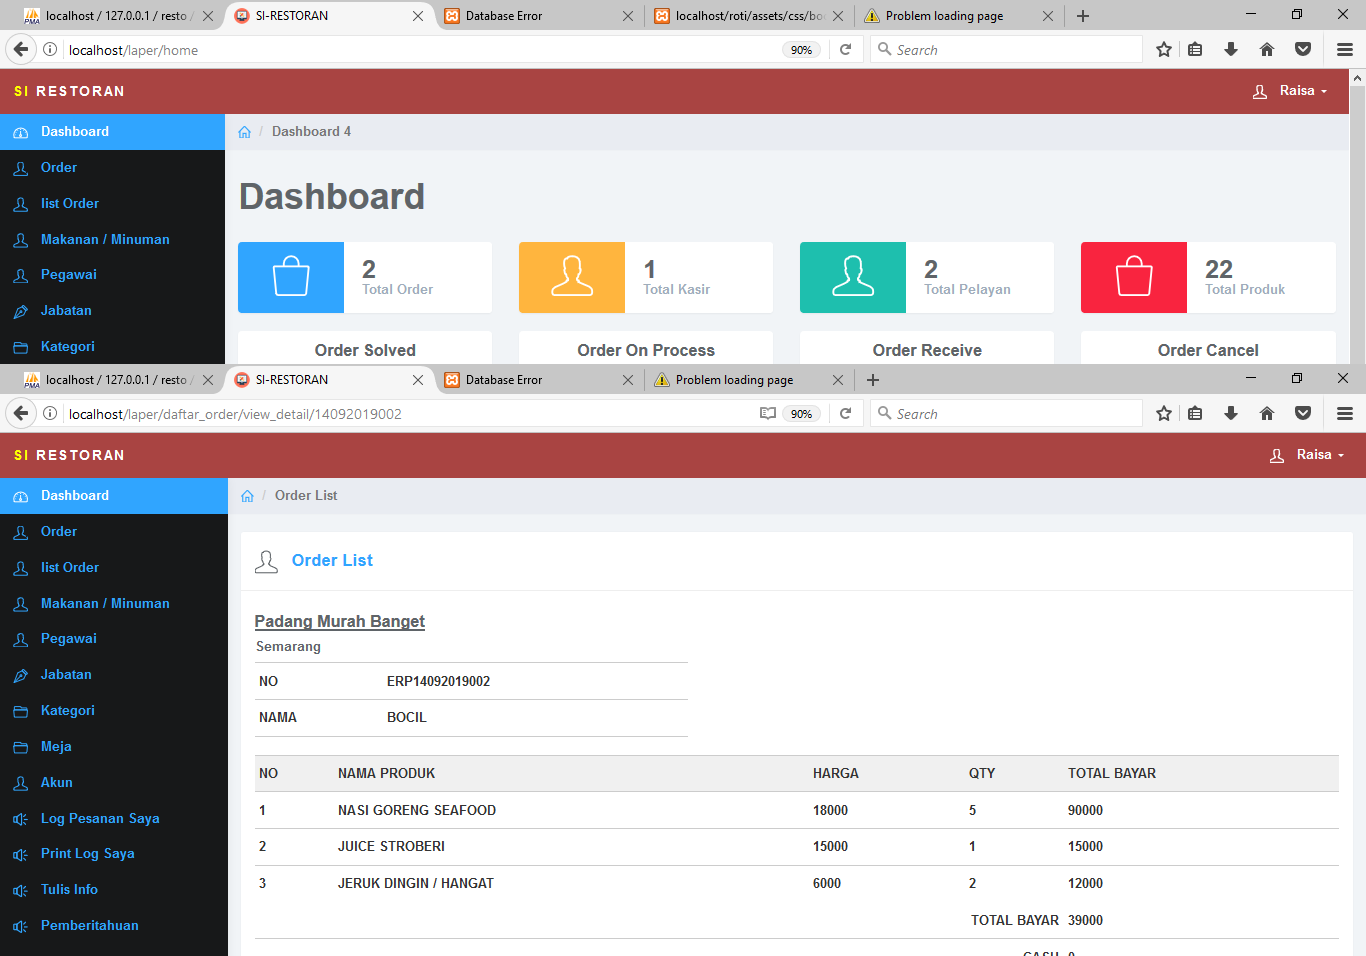 localhost / 127.0.0.1 / resto
SI-RESTORAN
Database Error
localhost/roti/assets/css/bo
Problem loading page
localhost/laper/home
90%
Search
SI RESTORAN
Raisa
Dashboard
Order
list Order
Makanan / Minuman
Pegawai
Jabatan
Kategori
/ Dashboard 4
Dashboard
2
Total Order
1
Total Kasir
2
Total Pelayan
22
Total Produk
Order Solved
Order On Process
Order Receive
Order Cancel
localhost / 127.0.0.1 / resto /
SI-RESTORAN
Database Error
Problem loading page
localhost/laper/daftar_order/view_detail/14092019002
90%
Search
SI RESTORAN
Raisa
Dashboard
Order
list Order
Makanan / Minuman
Pegawai
Jabatan
Kategori
Meja
Akun
Log Pesanan Saya
Print Log Saya
Tulis Info
Pemberitahuan
/ Order List
Order List
Padang Murah Banget
Semarang
NO ERP14092019002
NAMA BOCIL
NO NAMA PRODUK HARGA QTY TOTAL BAYAR
1 NASI GORENG SEAFOOD 18000 5 90000
2 JUICE STROBERI 15000 1 15000
3 JERUK DINGIN / HANGAT 6000 2 12000
TOTAL BAYAR 39000